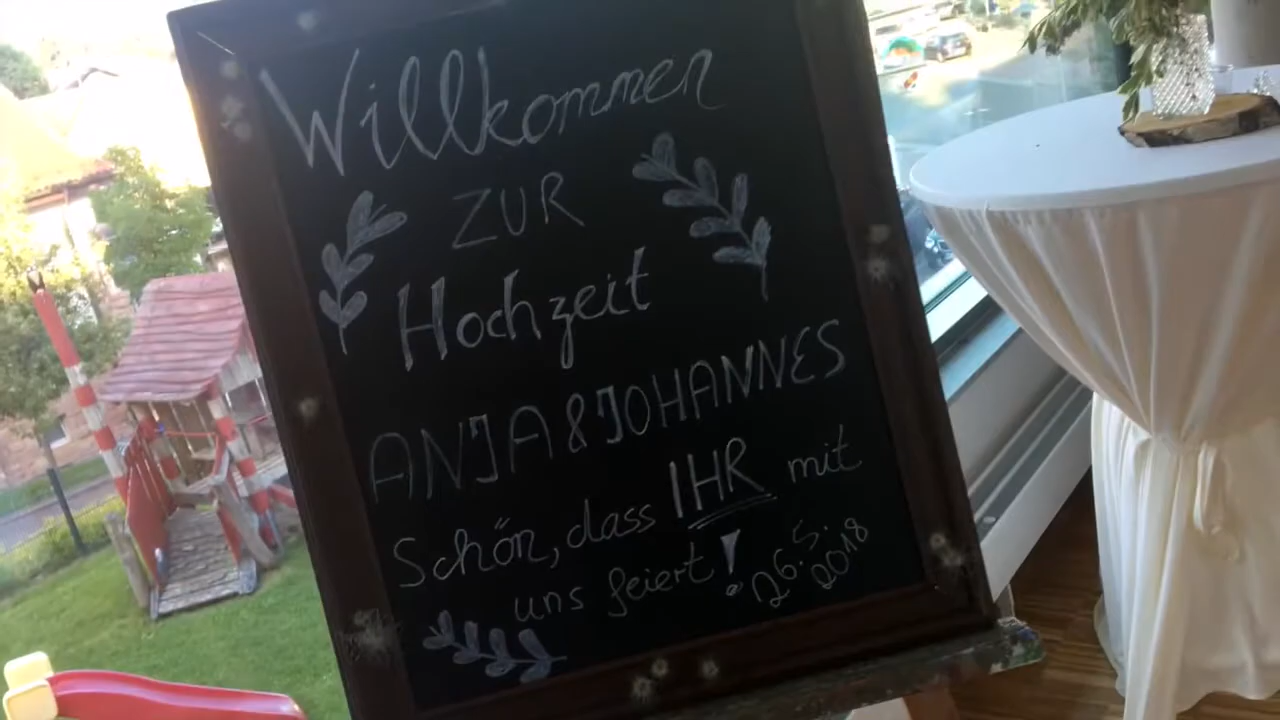 Willkommen
ZUR
Hochzeit
ANJA & JOHANNES
Schön, dass IHR mit
uns feiert!
26.5.
2018